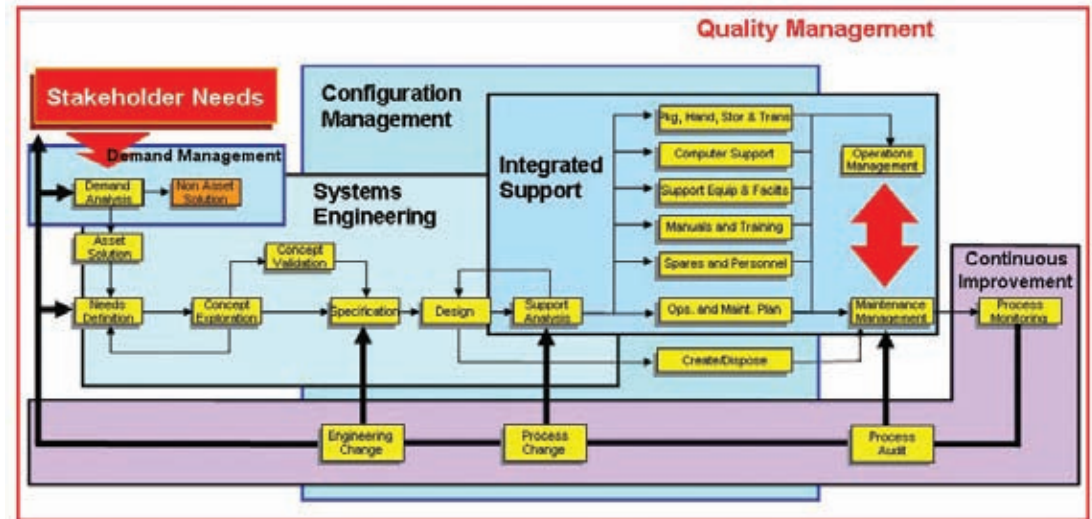 Quality Management
Stakeholder Needs
Configuration
Management
Demand Management
Demand
Analysis
Non Asset
Solution
Integrated
Support
Pkg, Hand, Stor & Trans
Computer Support
Support Equip & Facilts
Manuals and Training
Spares and Personnel
Operations
Management
Systems
Engineering
Asset
Solution
Concept
Validation
Needs
Definition
Concept
Exploration
Specification
Design
Support
Analysis
Ops. and Maint. Plan
Maintenance
Management
Continuous
Improvement
Process
Monitoring
Create/Dispose
Engineering
Change
Process
Change
Process
Audit